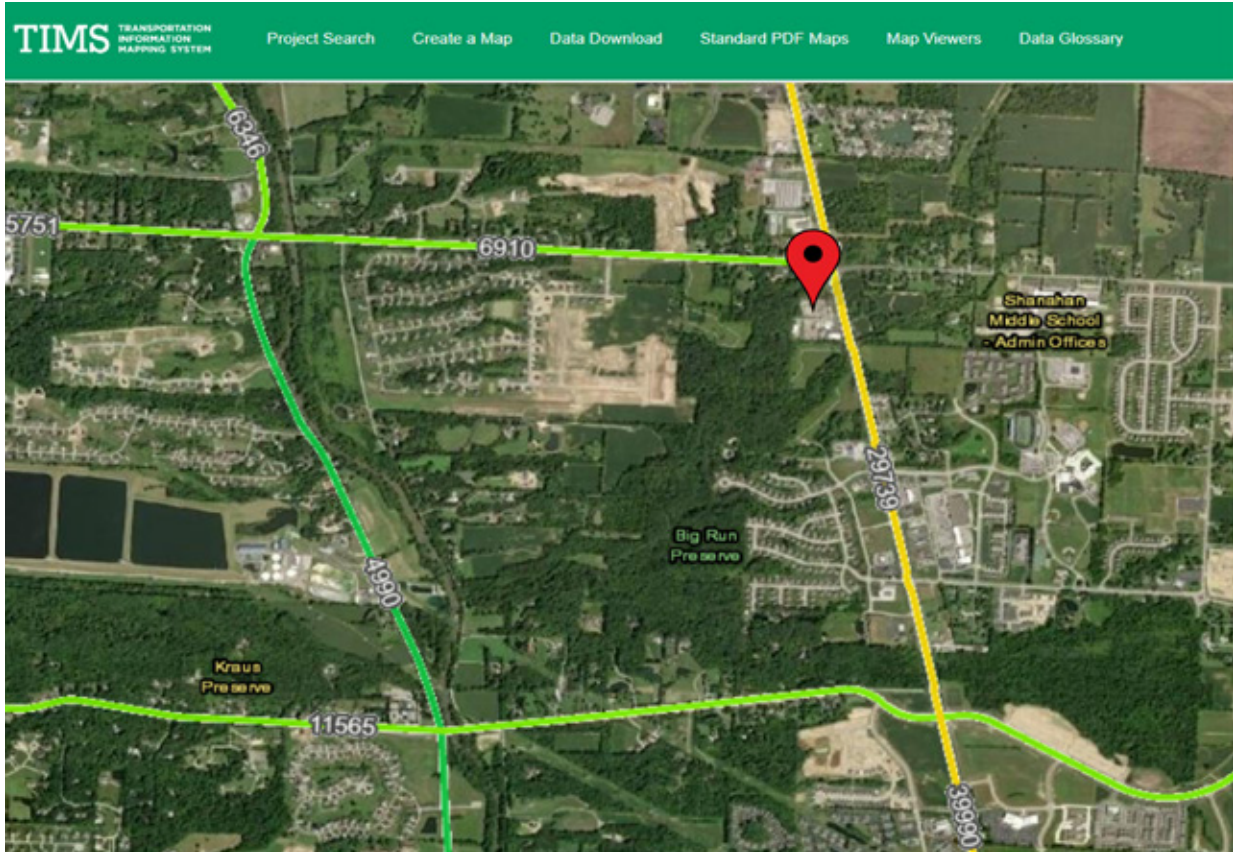 TIMS TRANSPORTATION
INFORMATION
MAPPING SYSTEM
Project Search
Create a Map
Data Download
Standard PDF Maps
Map Viewers
Data Glossary
6346
5751
6910
Shanahan
Middle School
- Admin Offices
29739
Big Run
Preserve
4990
Kraus
Preserve
11565
39990